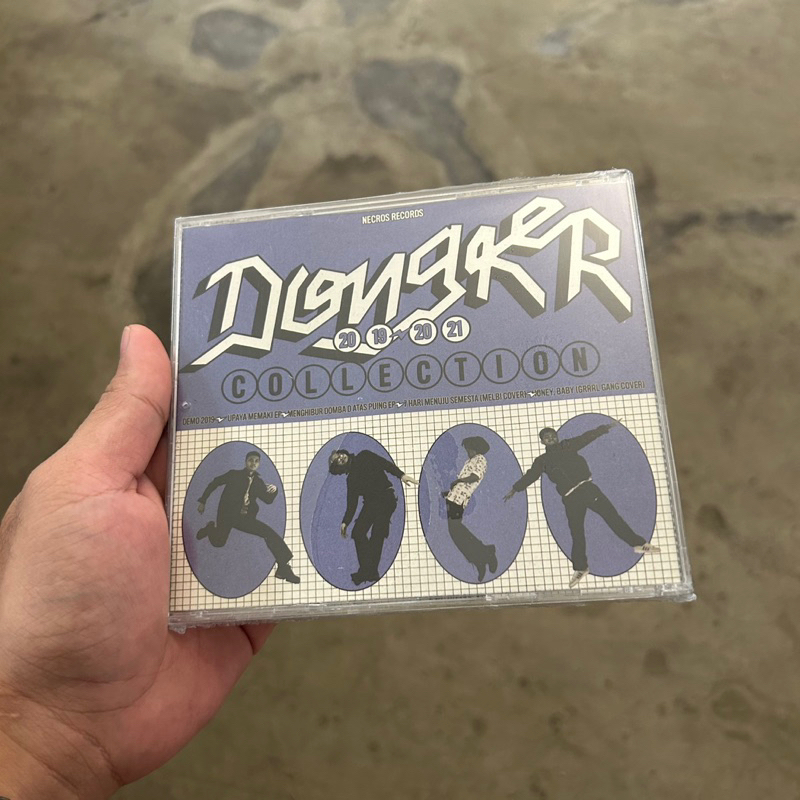 NECROS RECORDS
DONGKER
20 19 ~ 20 21
COLLECTION
DEMO 2019 ~ UPAYA MEMAKI EP ~ MENGHIBUR DOMBA DI ATAS PUING EP ~ 7 HARI MENUJU SEMESTA (MELBI COVER) ~ HONEY, BABY (GRRRL GANG COVER)